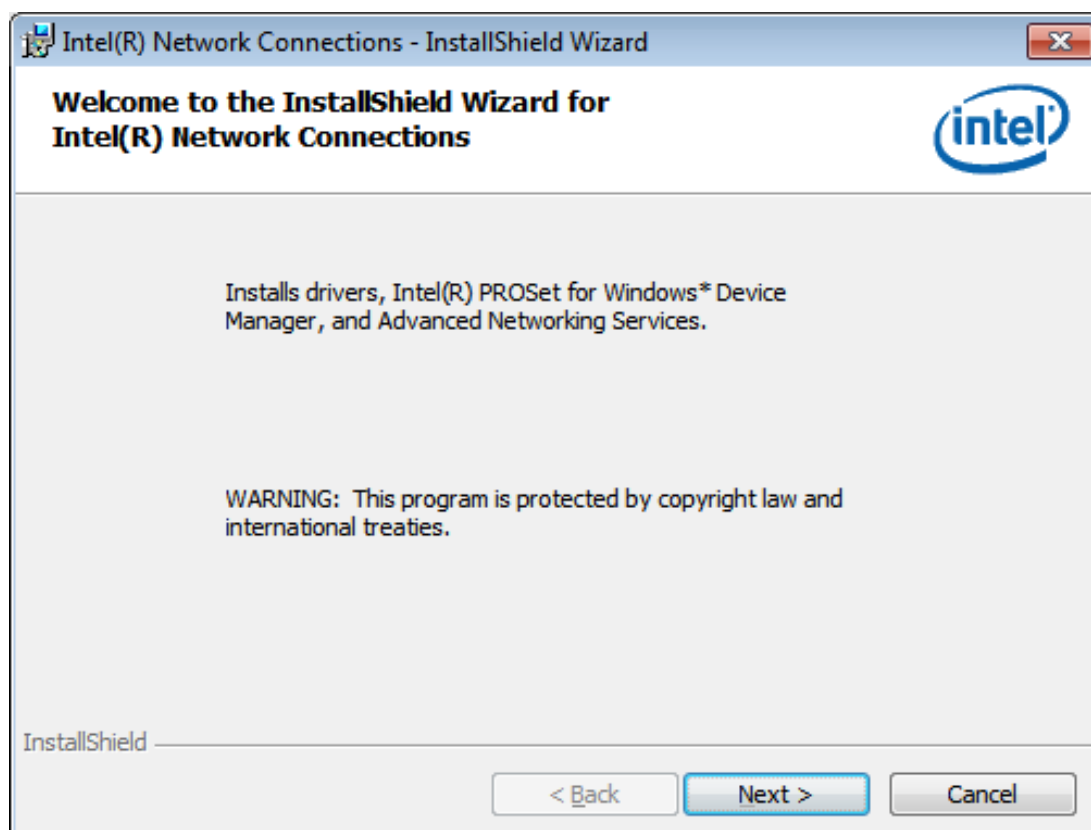 Intel(R) Network Connections - InstallShield Wizard
Welcome to the InstallShield Wizard for
Intel(R) Network Connections
intel
Installs drivers, Intel(R) PROSet for Windows* Device
Manager, and Advanced Networking Services.
WARNING:  This program is protected by copyright law and
international treaties.
InstallShield
< Back
Next >
Cancel